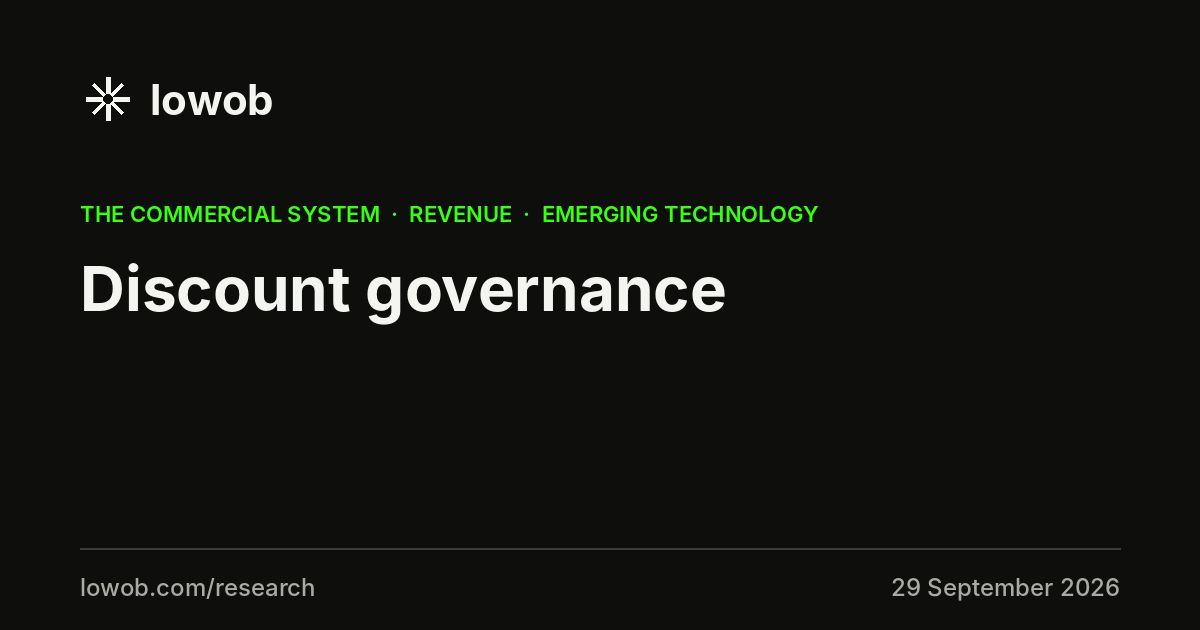 lowob
THE COMMERCIAL SYSTEM · REVENUE · EMERGING TECHNOLOGY
Discount governance
lowob.com/research
29 September 2026